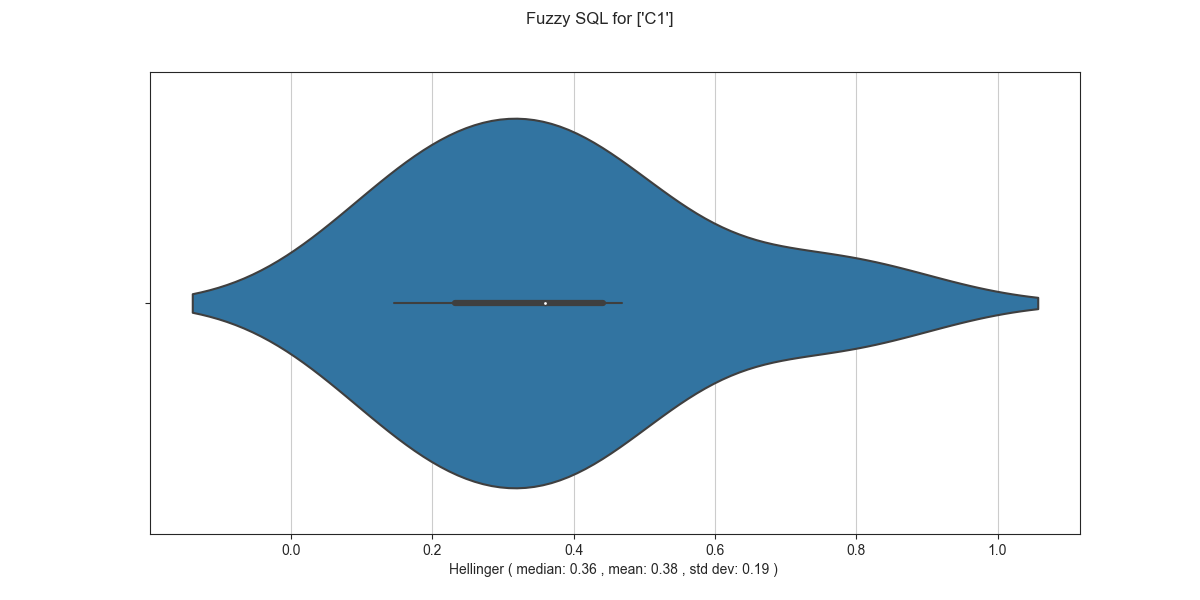 Fuzzy SQL for ['C1']
0.0 0.2 0.4 0.6 0.8 1.0
Hellinger ( median: 0.36 , mean: 0.38 , std dev: 0.19 )